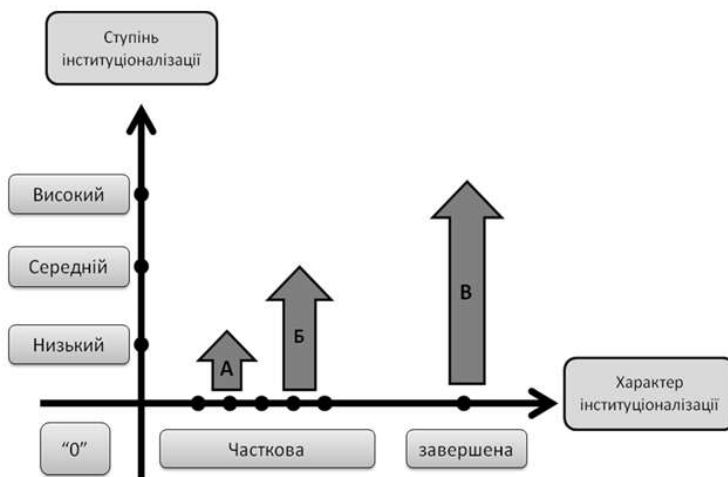 Ступінь
інституціоналізації
Високий
Середній
Низький
А
Б
В
Характер
інституціоналізації
“0”
Часткова
завершена